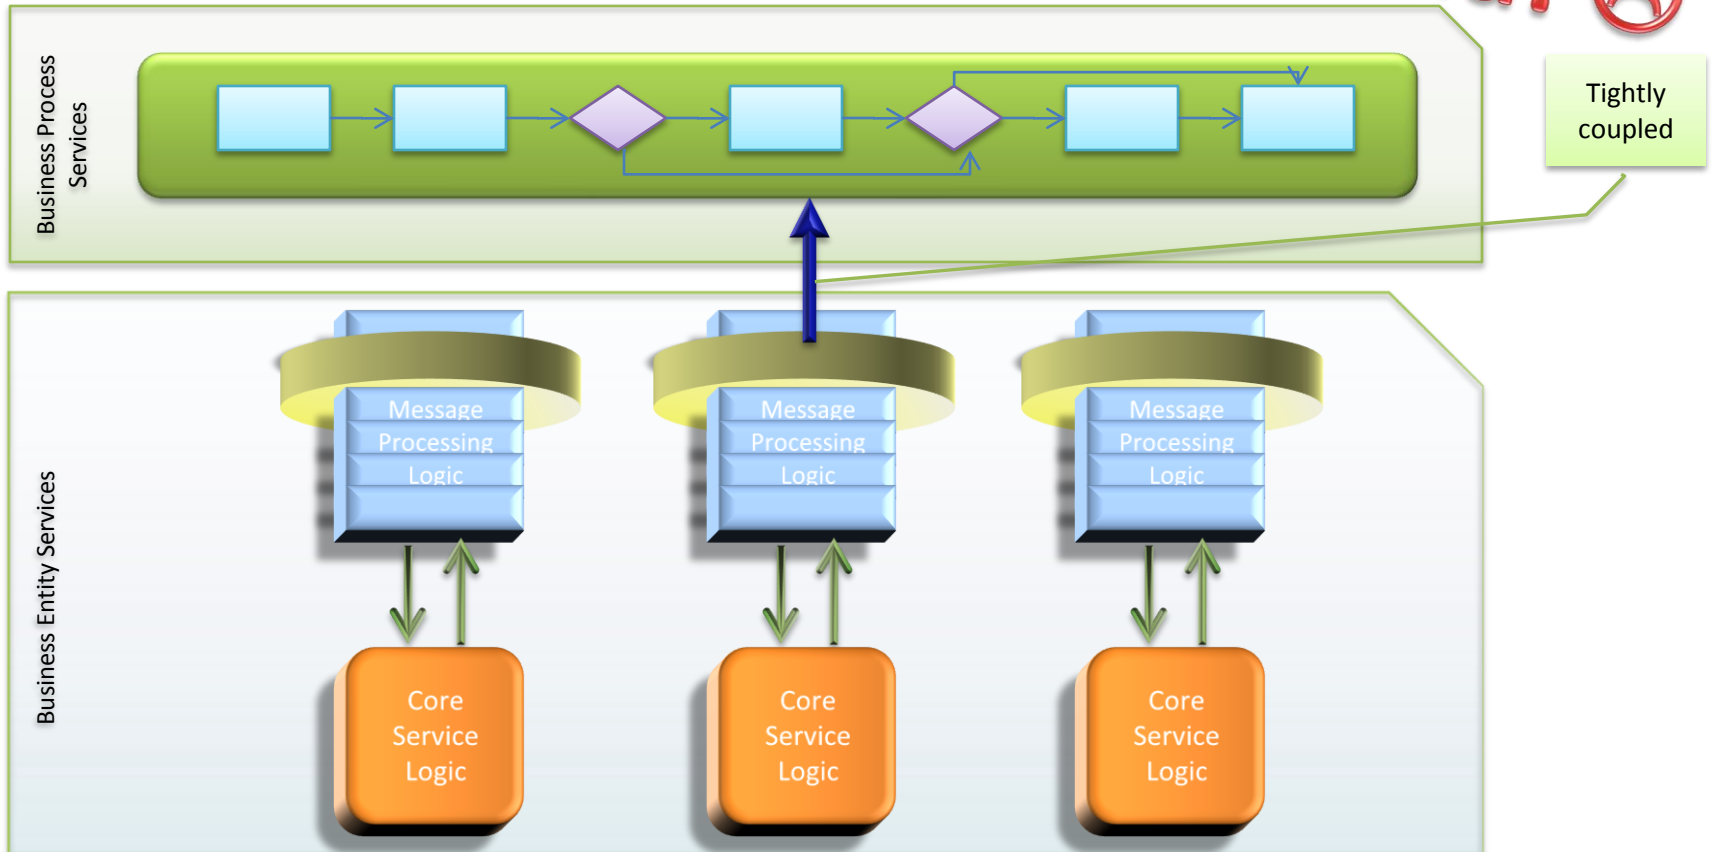 Business Process
Services
Tightly
coupled
Business Entity Services
Message
Processing
Logic
Message
Processing
Logic
Message
Processing
Logic
Core
Service
Logic
Core
Service
Logic
Core
Service
Logic